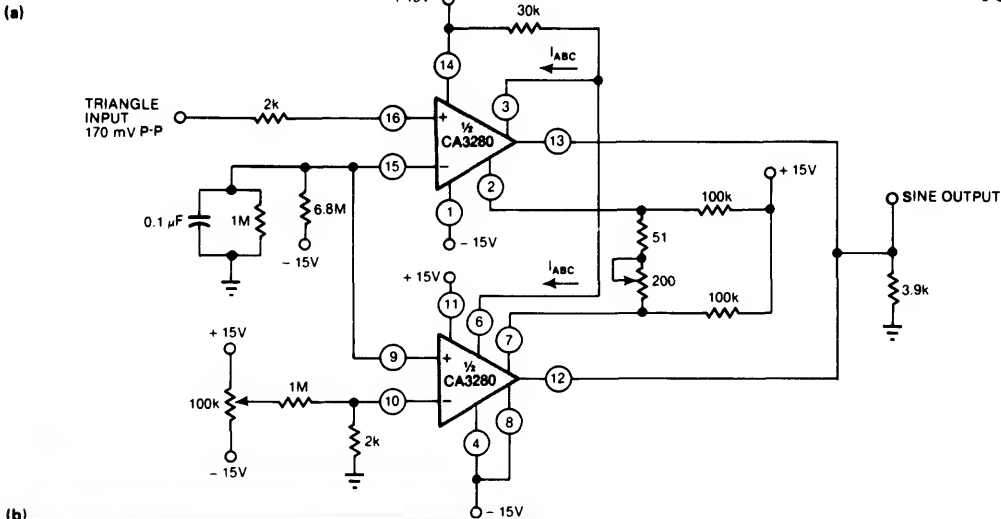 (a)
30k
I_ABC
14
3
TRIANGLE
INPUT
170 mV P-P
2k
16
+
½
CA3280
13
15
−
2
+ 15V
100k
SINE OUTPUT
0.1 µF
1M
6.8M
1
− 15V
− 15V
51
200
3.9k
I_ABC
+ 15V
11
6
7
100k
9
+
½
CA3280
12
+ 15V
100k
1M
10
−
8
2k
4
− 15V
− 15V
(b)